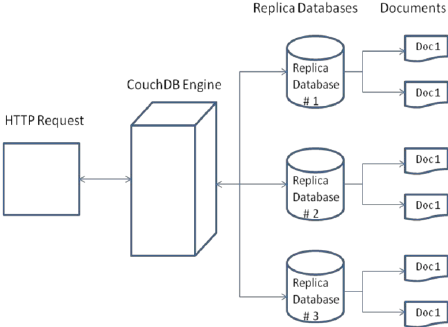 Replica Databases
Documents
CouchDB Engine
HTTP Request
Replica
Database
# 1
Doc1
Doc1
Replica
Database
# 2
Doc1
Doc1
Replica
Database
# 3
Doc1
Doc1